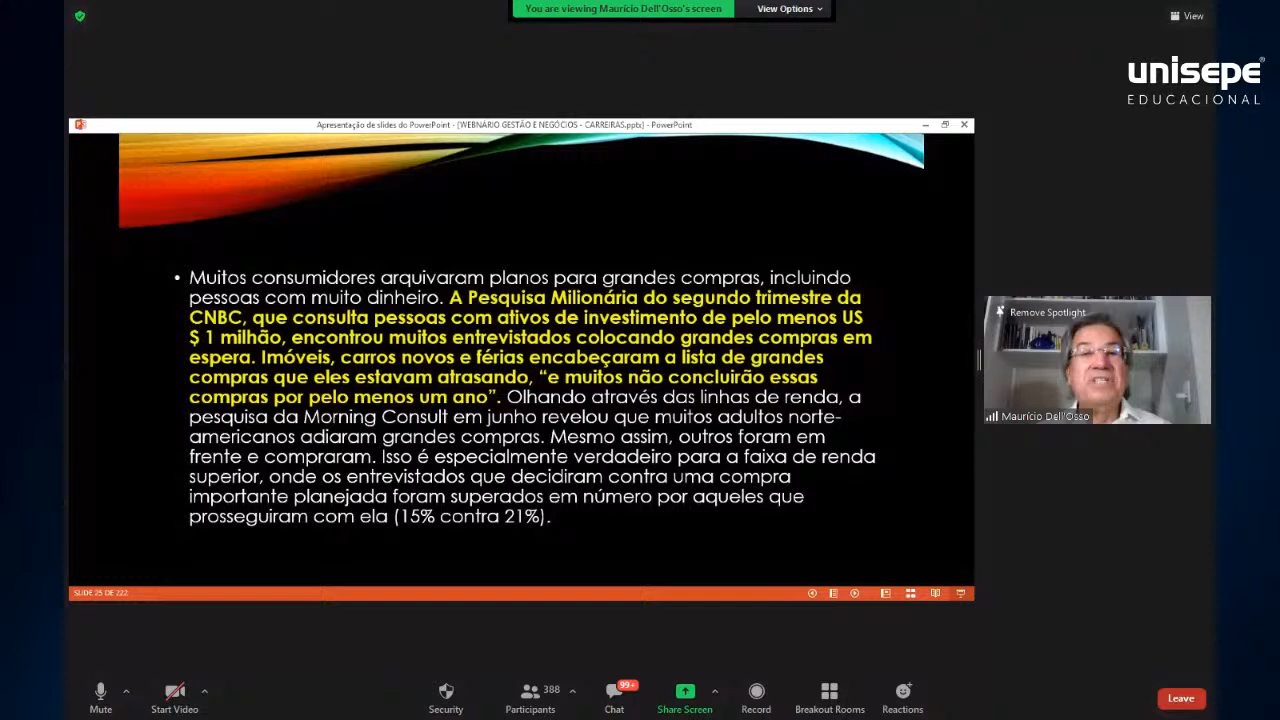 You are viewing Maurício Dell'Osso's screen
View Options
View
unisepe
EDUCACIONAL
Apresentação de slides do PowerPoint - [WEBNÁRIO GESTÃO E NEGÓCIOS - CARREIRAS.pptx] - PowerPoint
• Muitos consumidores arquivaram planos para grandes compras, incluindo
pessoas com muito dinheiro. A Pesquisa Milionária do segundo trimestre da
CNBC, que consulta pessoas com ativos de investimento de pelo menos US
$ 1 milhão, encontrou muitos entrevistados colocando grandes compras em
espera. Imóveis, carros novos e férias encabeçaram a lista de grandes
compras que eles estavam atrasando, “e muitos não concluirão essas
compras por pelo menos um ano”. Olhando através das linhas de renda, a
pesquisa da Morning Consult em junho revelou que muitos adultos norte-
americanos adiaram grandes compras. Mesmo assim, outros foram em
frente e compraram. Isso é especialmente verdadeiro para a faixa de renda
superior, onde os entrevistados que decidiram contra uma compra
importante planejada foram superados em número por aqueles que
prosseguiram com ela (15% contra 21%).
Remove Spotlight
Maurício Dell'Osso
SLIDE 25 DE 222
Mute
Start Video
Security
388
Participants
99+
Chat
Share Screen
Record
Breakout Rooms
Reactions
Leave